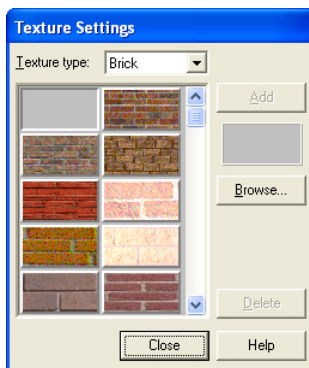 Texture Settings
Texture type: Brick
Add
Browse...
Delete
Close Help